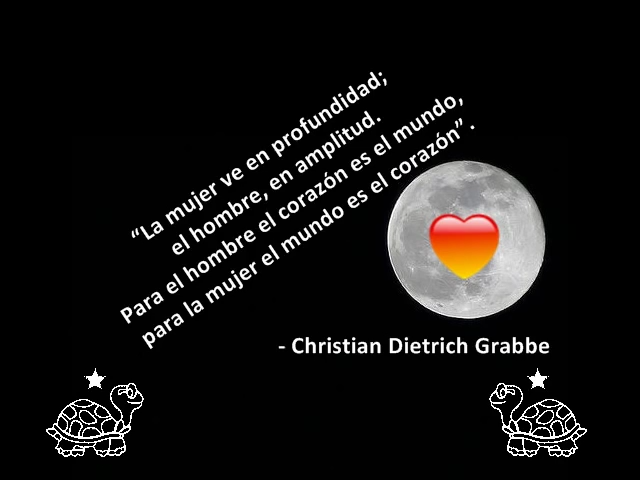 “La mujer ve en profundidad;
el hombre, en amplitud.
Para el hombre el corazón es el mundo,
para la mujer el mundo es el corazón” .
- Christian Dietrich Grabbe